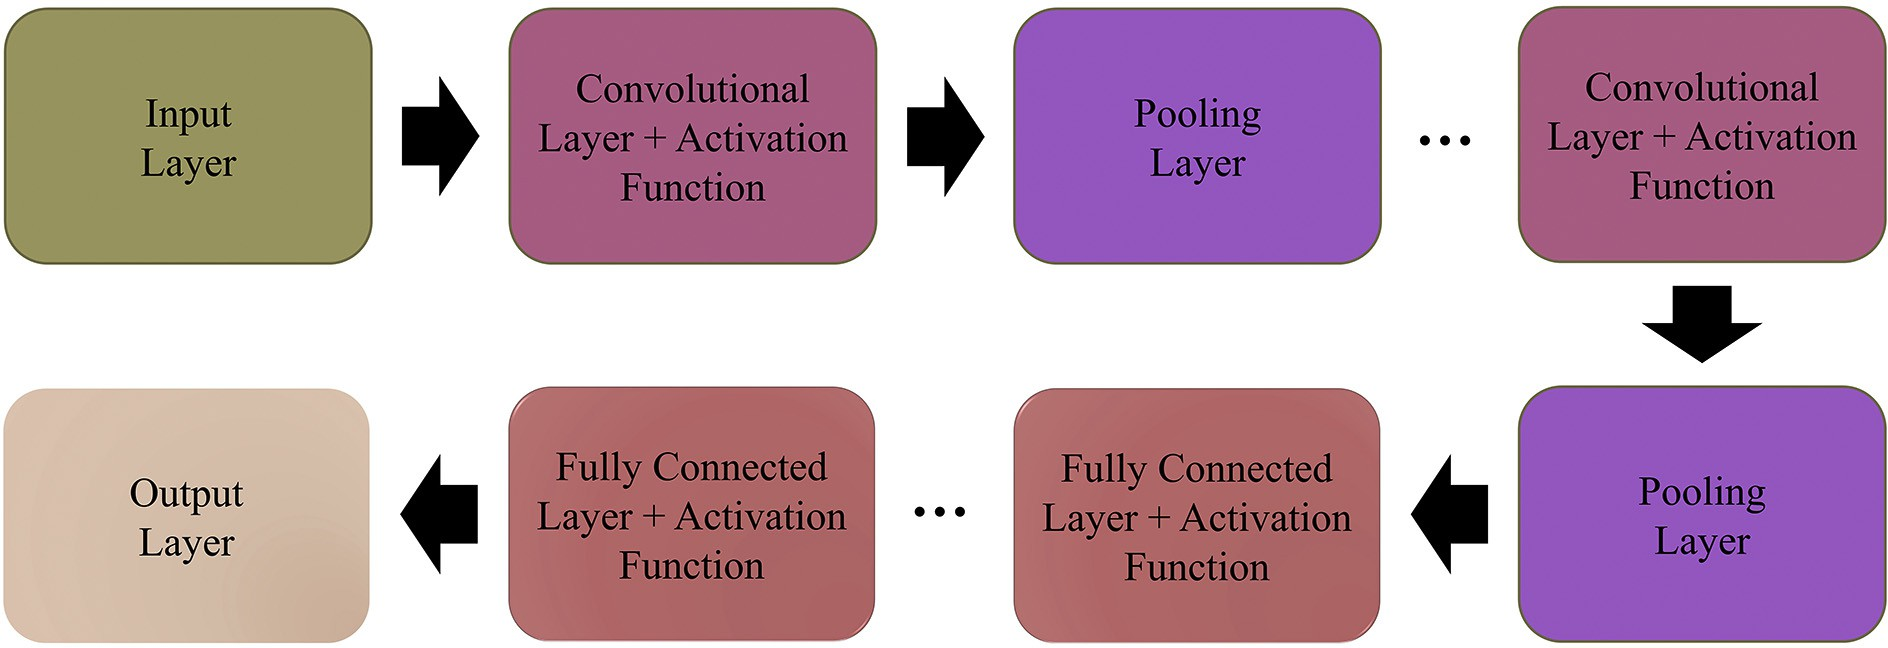 Input
Layer
Convolutional
Layer + Activation
Function
Pooling
Layer
...
Convolutional
Layer + Activation
Function
Pooling
Layer
Fully Connected
Layer + Activation
Function
...
Fully Connected
Layer + Activation
Function
Output
Layer